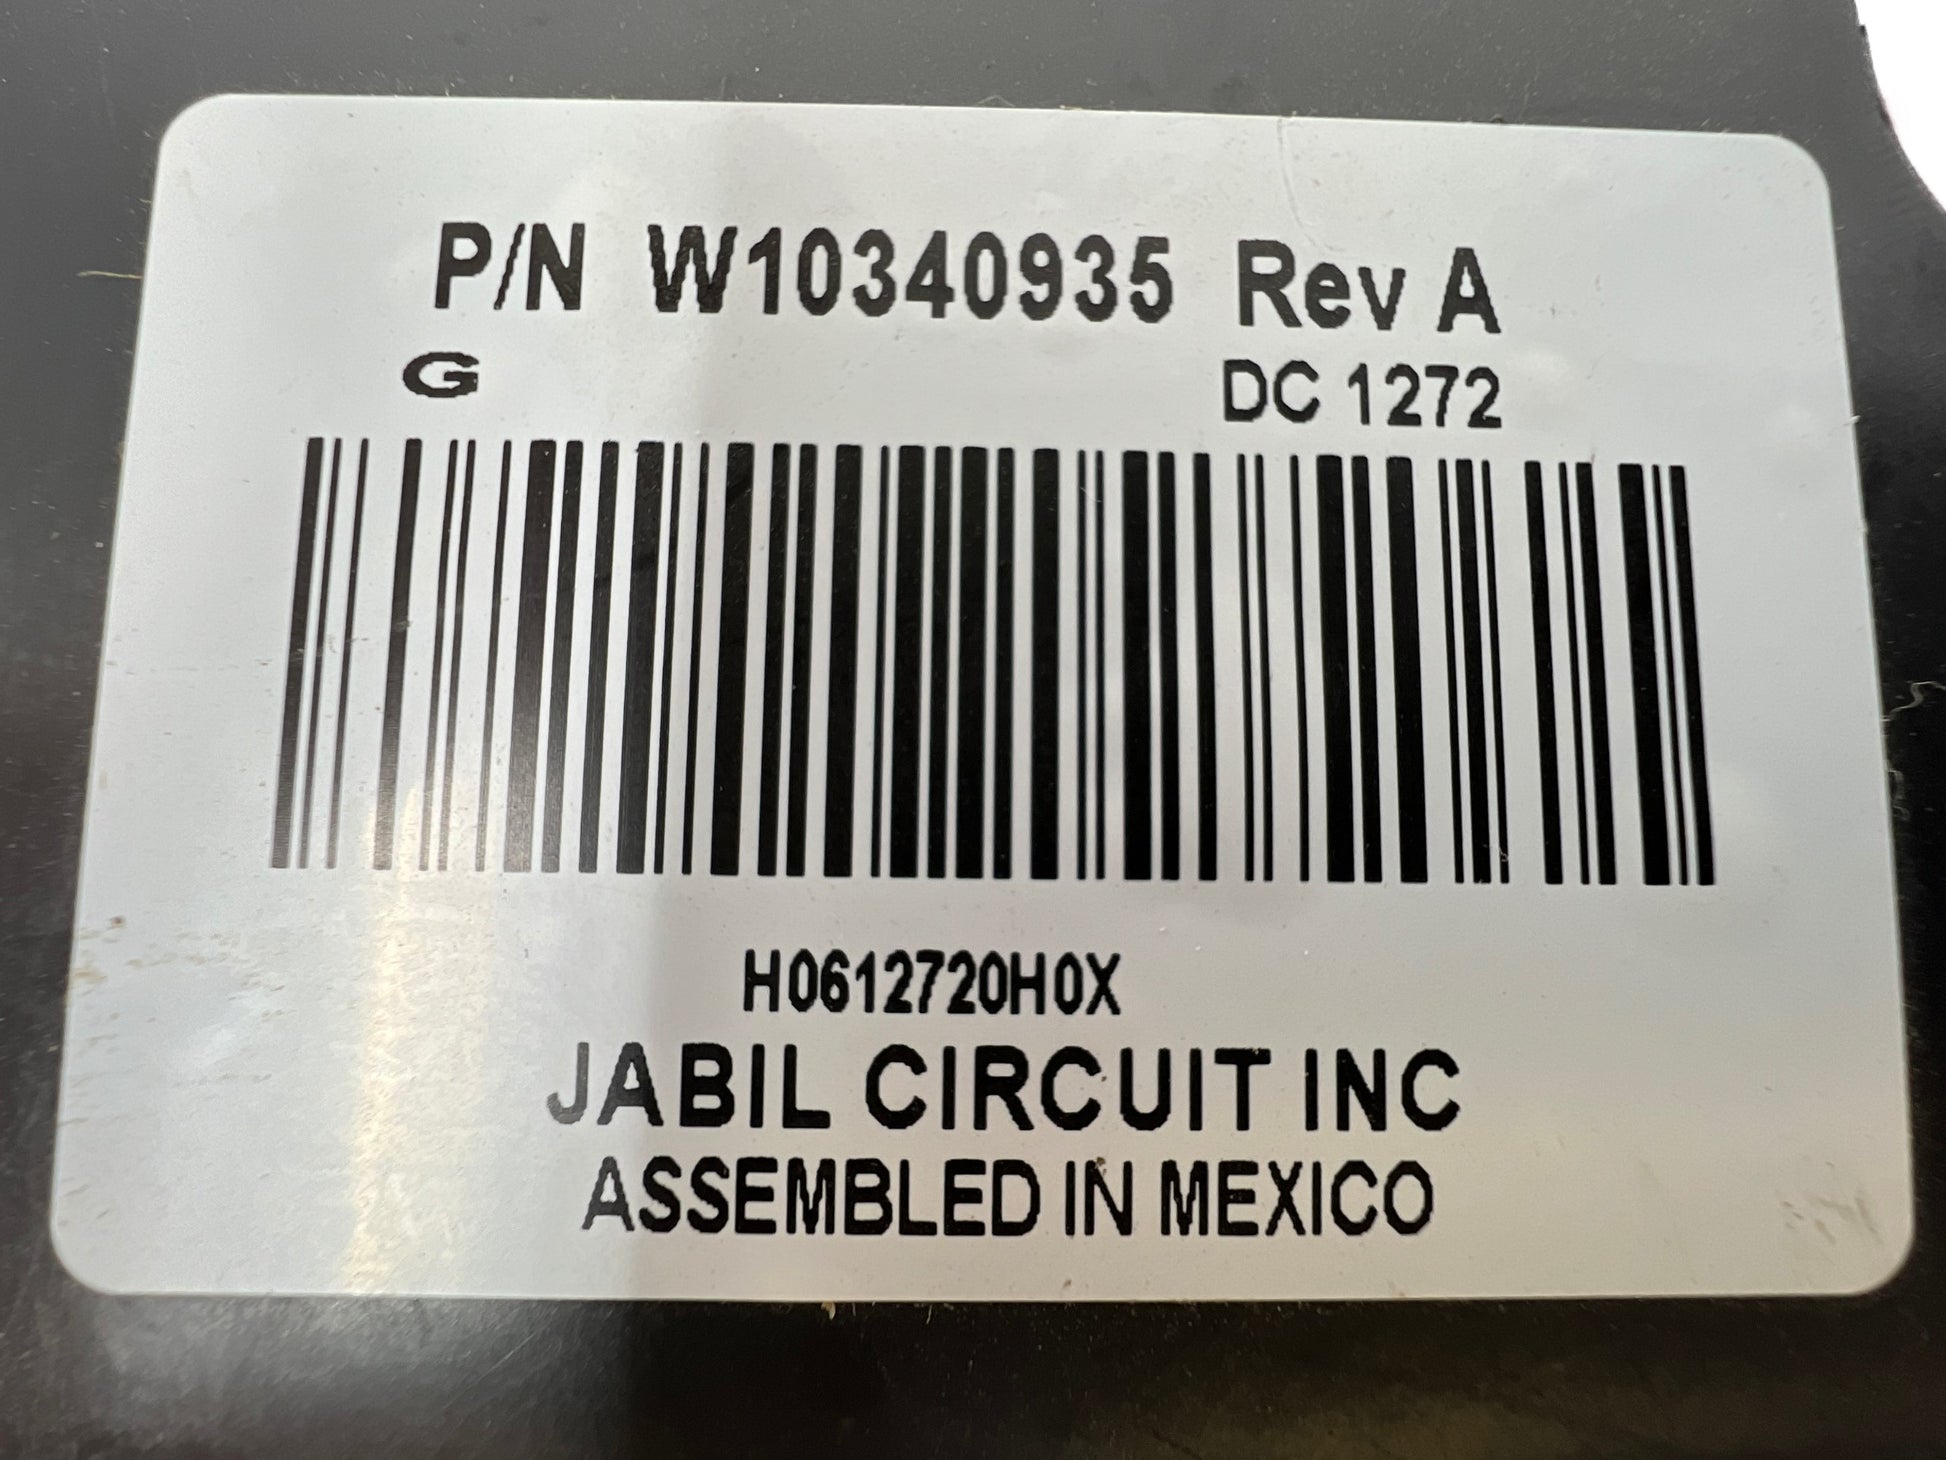 P/N W10340935 Rev A
G DC 1272
H0612720H0X
JABIL CIRCUIT INC
ASSEMBLED IN MEXICO